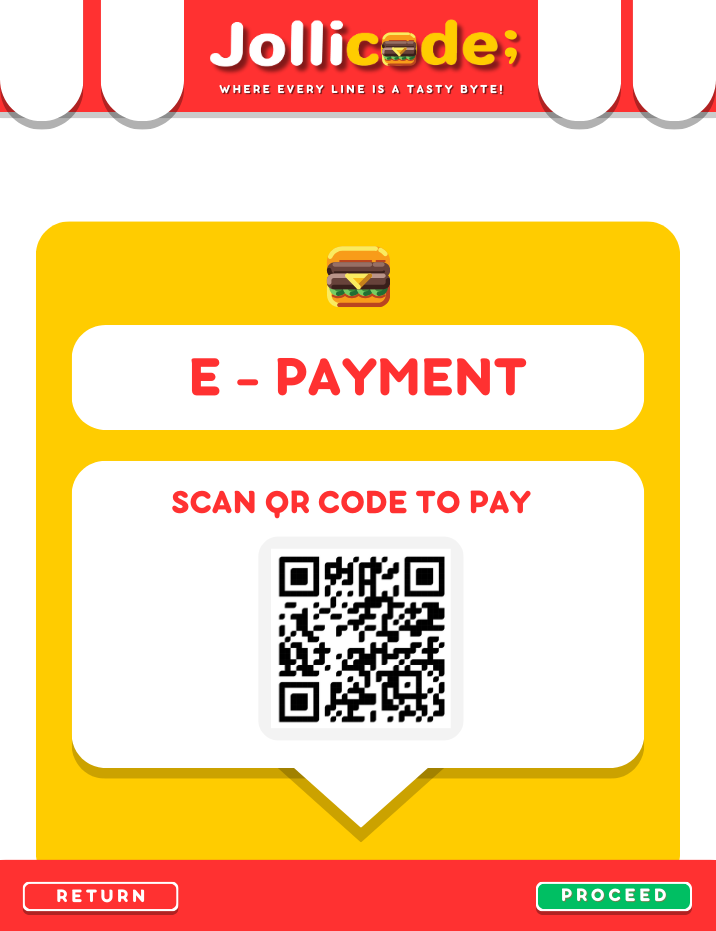 Jollicode;
WHERE EVERY LINE IS A TASTY BYTE!
E - PAYMENT
SCAN QR CODE TO PAY
RETURN
PROCEED